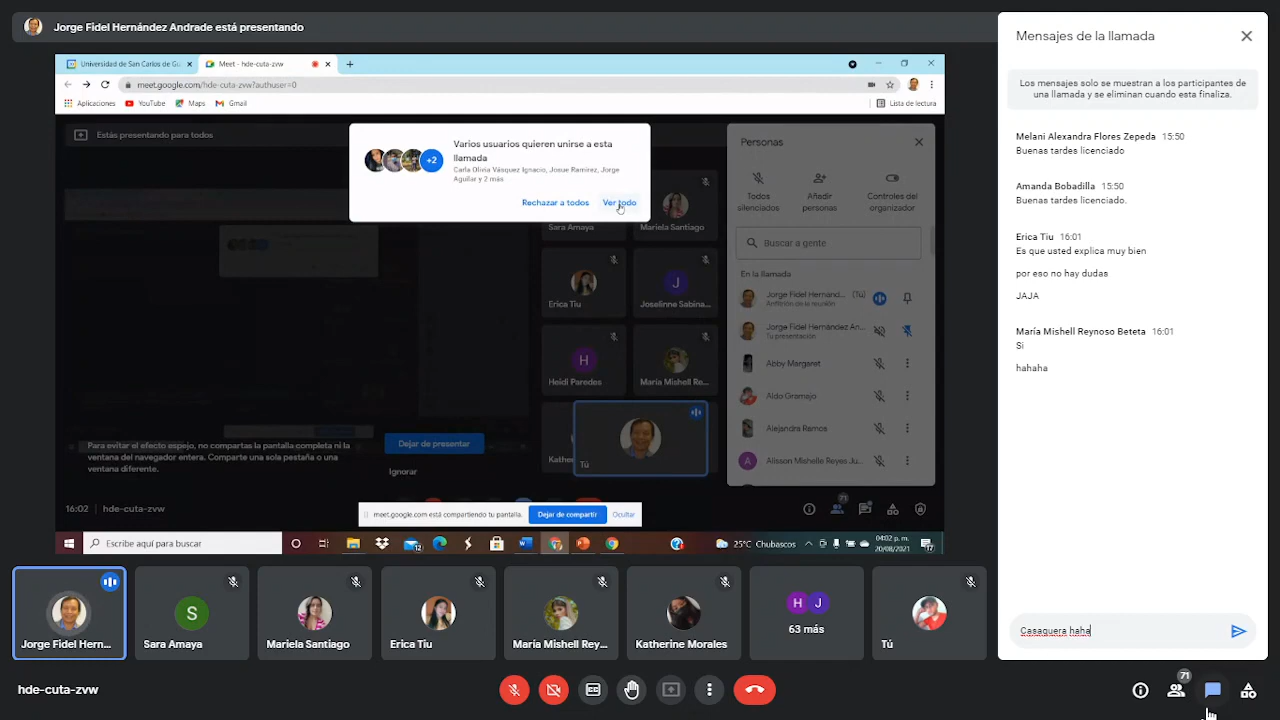 Jorge Fidel Hernández Andrade está presentando
Universidad de San Carlos de Gu
Meet - hde-cuta-zvw
meet.google.com/hde-cuta-zvw?authuser=0
Aplicaciones
YouTube
Maps
Gmail
Lista de lectura
Estás presentando para todos
Varios usuarios quieren unirse a esta
llamada
Carla Olivia Vásquez Ignacio, Josue Ramirez, Jorge
Aguilar y 2 más
+2
Rechazar a todos
Ver todo
Sara Amaya
Mariela Santiago
Erica Tiu
J
Joselinne Sabina...
H
Heidi Paredes
María Mishell Re...
Kathe
Tú
Para evitar el efecto espejo, no compartas la pantalla completa ni la
ventana del navegador entera. Comparte una sola pestaña o una
ventana diferente.
Dejar de presentar
Ignorar
Personas
Todos
silenciados
Añadir
personas
Controles del
organizador
Buscar a gente
En la llamada
Jorge Fidel Hernand... (Tú)
Anfitrión de la reunión
Jorge Fidel Hernández An...
Tu presentación
Abby Margaret
Aldo Gramajo
Alejandra Ramos
A
Alisson Mishelle Reyes Ju...
16:02
hde-cuta-zvw
71
meet.google.com está compartiendo tu pantalla.
Dejar de compartir
Ocultar
Escribe aquí para buscar
12
25°C Chubascos
04:02 p. m.
20/08/2021
17
Jorge Fidel Hern...
S
Sara Amaya
Mariela Santiago
Erica Tiu
María Mishell Rey...
Katherine Morales
H J
63 más
Tú
hde-cuta-zvw
71
Mensajes de la llamada
Los mensajes solo se muestran a los participantes de
una llamada y se eliminan cuando esta finaliza.
Melani Alexandra Flores Zepeda 15:50
Buenas tardes licenciado
Amanda Bobadilla 15:50
Buenas tardes licenciado.
Erica Tiu 16:01
Es que usted explica muy bien
por eso no hay dudas
JAJA
María Mishell Reynoso Beteta 16:01
Si
hahaha
Casaquera haha